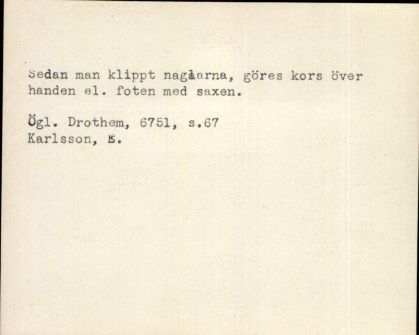 Sedan man klippt naglarna, göres kors över
handen el. foten med saxen.
Ögl. Drothem, 6751, s.67
Karlsson, E.